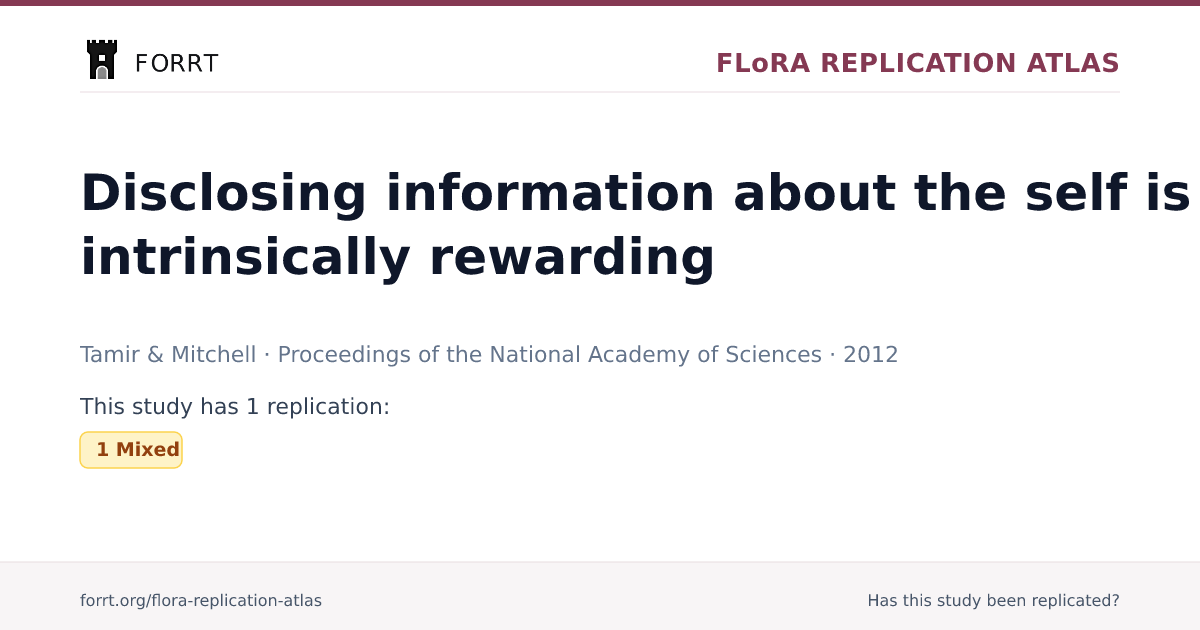 FORRT
FLoRA REPLICATION ATLAS
Disclosing information about the self is
intrinsically rewarding
Tamir & Mitchell · Proceedings of the National Academy of Sciences · 2012
This study has 1 replication:
1 Mixed
forrt.org/flora-replication-atlas
Has this study been replicated?